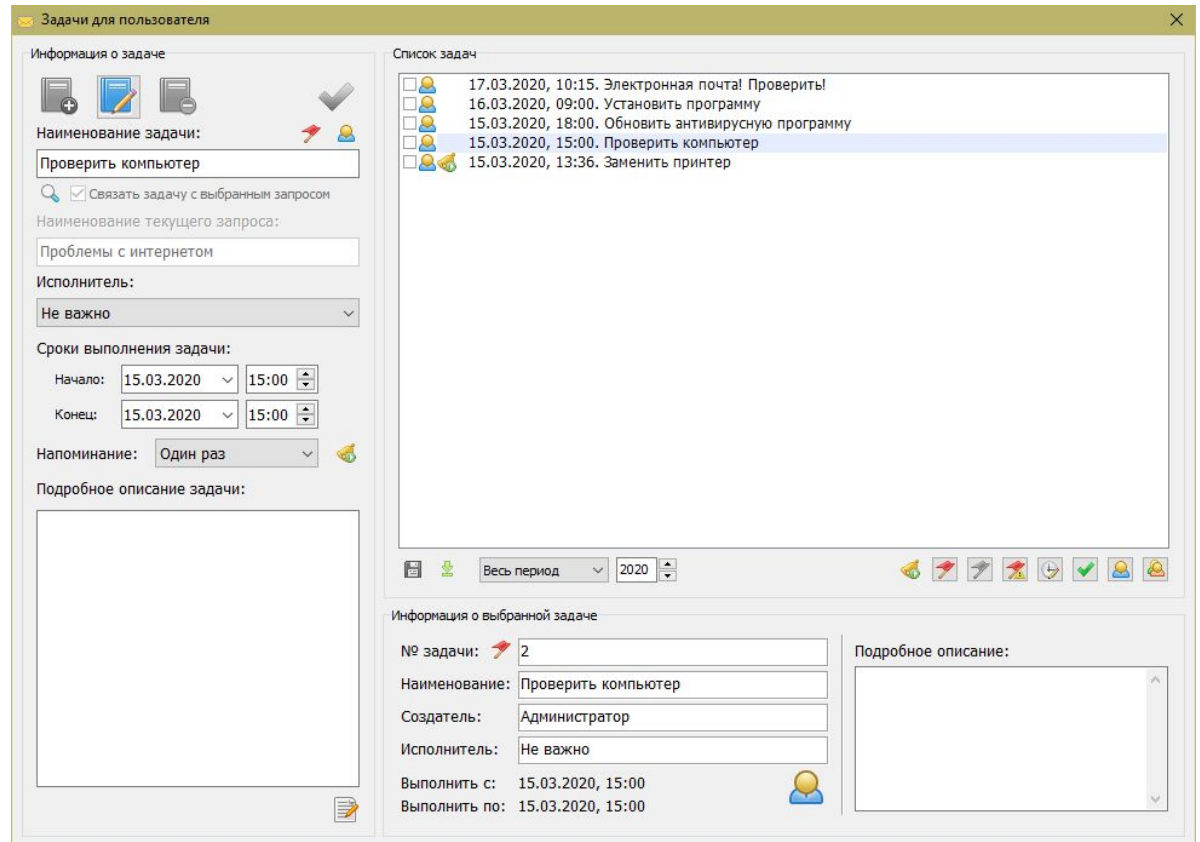 Задачи для пользователя
Информация о задаче
Наименование задачи:
Проверить компьютер
Связать задачу с выбранным запросом
Наименование текущего запроса:
Проблемы с интернетом
Исполнитель:
Не важно
Сроки выполнения задачи:
Начало: 15.03.2020 15:00
Конец: 15.03.2020 15:00
Напоминание: Один раз
Подробное описание задачи:
Список задач
17.03.2020, 10:15. Электронная почта! Проверить!
16.03.2020, 09:00. Установить программу
15.03.2020, 18:00. Обновить антивирусную программу
15.03.2020, 15:00. Проверить компьютер
15.03.2020, 13:36. Заменить принтер
Весь период 2020
Информация о выбранной задаче
№ задачи: 2
Наименование: Проверить компьютер
Создатель: Администратор
Исполнитель: Не важно
Выполнить с: 15.03.2020, 15:00
Выполнить по: 15.03.2020, 15:00
Подробное описание: